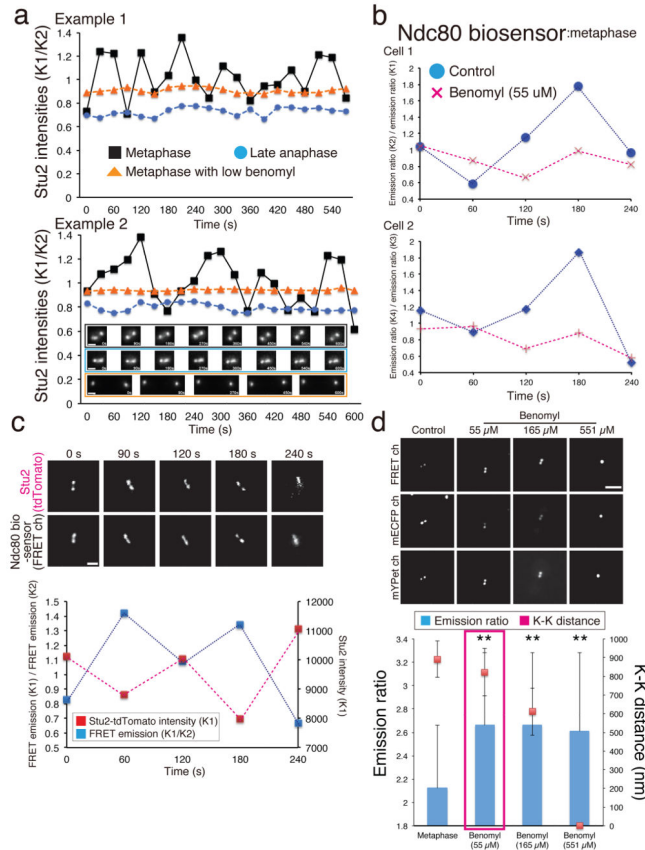 a
Example 1
Stu2 intensities (K1/K2)
1.4
1.2
1
0.8
0.6
0.4
0.2
0
Metaphase
Late anaphase
Metaphase with low benomyl
0 60 120 180 240 300 360 420 480 540
Time (s)
Example 2
Stu2 intensities (K1/K2)
1.4
1.2
1
0.8
0.6
0.4
0.2
0
0 60 120 180 240 300 360 420 480 540 600
Time (s)
b
Ndc80 biosensor:metaphase
Cell 1
Control
Benomyl (55 uM)
Emission ratio (K2) / emission ratio (K1)
2
1.8
1.6
1.4
1.2
1
0.8
0.6
0.4
0 60 120 180 240
Time (s)
Cell 2
Emission ratio (K4) / emission ratio (K3)
2
1.8
1.6
1.4
1.2
1
0.8
0.6
0.4
0 60 120 180 240
Time (s)
c
0 s 90 s 120 s 180 s 240 s
Stu2
(tdTomato)
Ndc80 bio
-sensor
(FRET ch)
FRET emission (K1) / FRET emission (K2)
1.5
1.4
1.3
1.2
1.1
1
0.9
0.8
0.7
0.6
0.5
Stu2 intensity (K1)
12000
11000
10000
9000
8000
7000
Stu2-tdTomato intensity (K1)
FRET emission (K1/K2)
0 60 120 180 240
Time (s)
d
Benomyl
Control 55 µM 165 µM 551 µM
FRET ch
mECFP ch
mYPet ch
Emission ratio K-K distance
Emission ratio
3.4
3.2
3
2.8
2.6
2.4
2.2
2
1.8
** ** **
K-K distance (nm)
1000
900
800
700
600
500
400
300
200
100
0
Metaphase Benomyl Benomyl Benomyl
(55 µM) (165 µM) (551 µM)